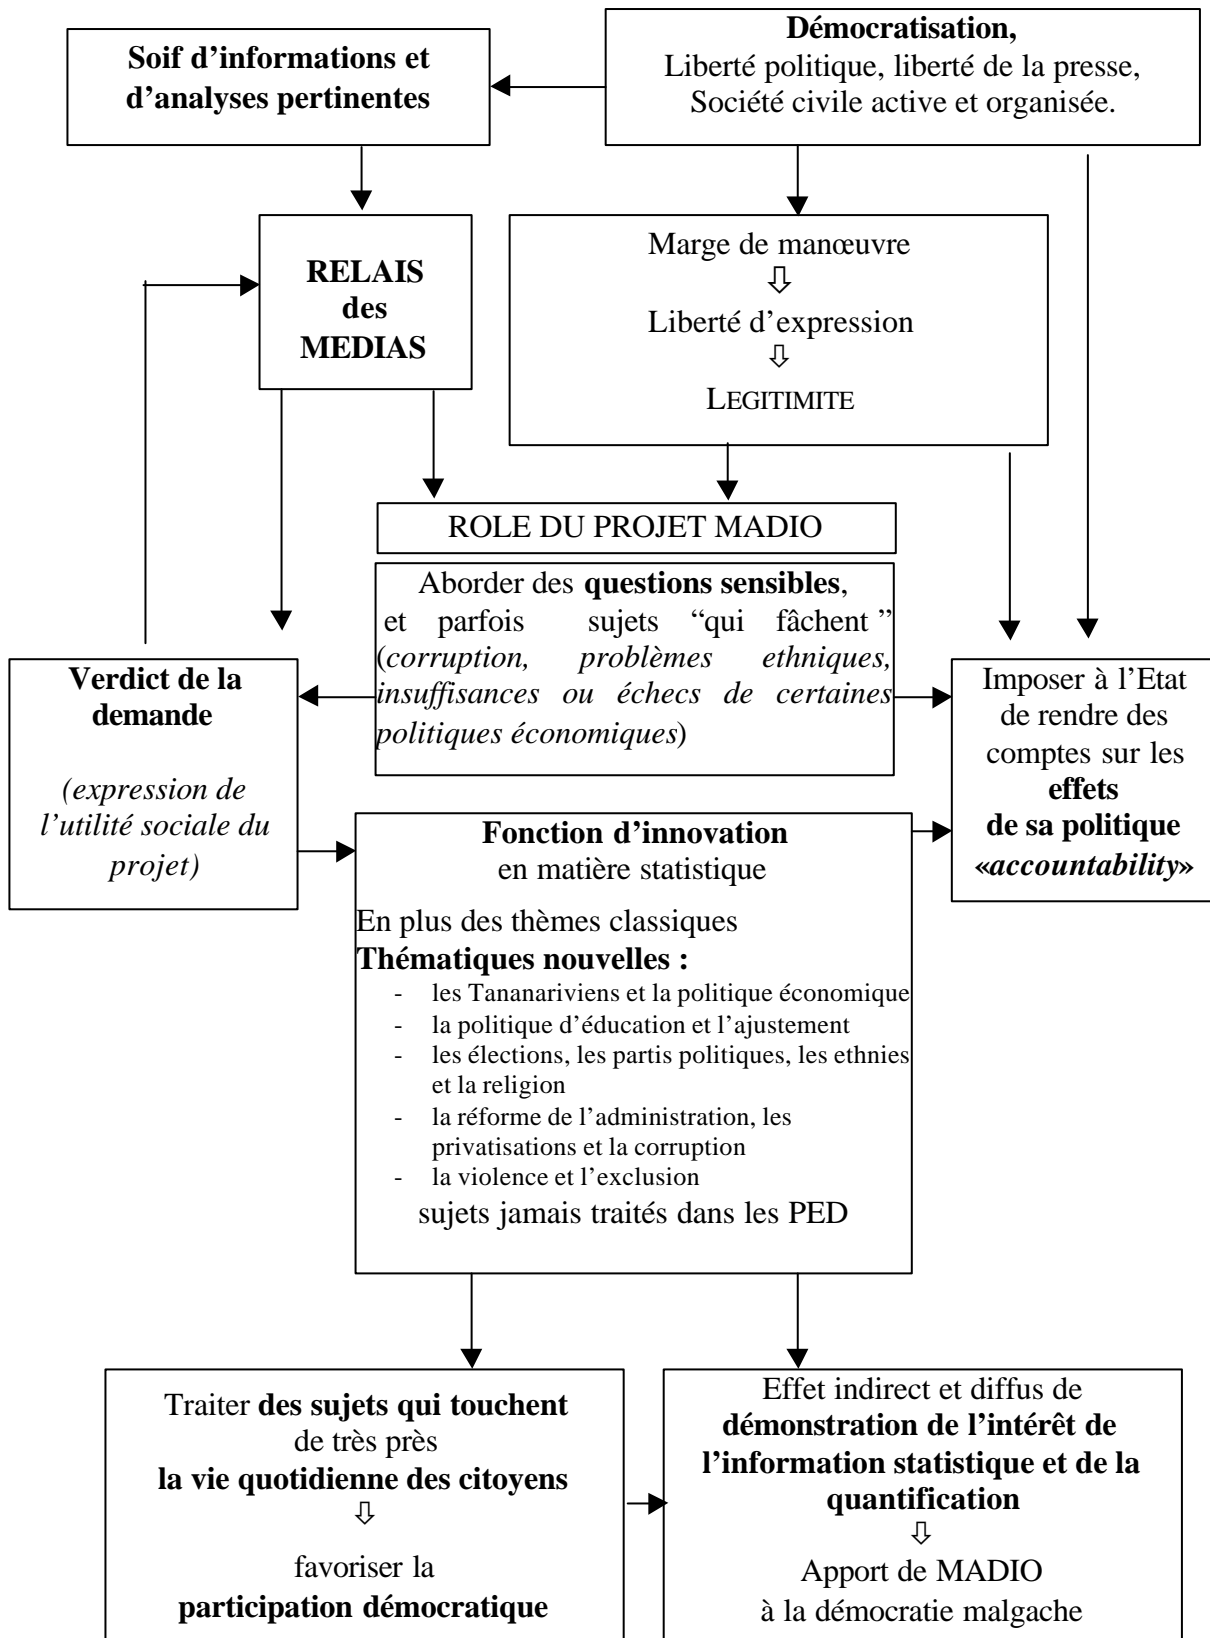 Soif d’informations et
d’analyses pertinentes
Démocratisation,
Liberté politique, liberté de la presse,
Société civile active et organisée.
RELAIS
des
MEDIAS
Marge de manœuvre
⇩
Liberté d’expression
⇩
LEGITIMITE
ROLE DU PROJET MADIO
Aborder des questions sensibles,
et parfois sujets “qui fâchent ”
(corruption, problèmes ethniques,
insuffisances ou échecs de certaines
politiques économiques)
Verdict de la
demande
(expression de
l’utilité sociale du
projet)
Imposer à l’Etat
de rendre des
comptes sur les
effets
de sa politique
«accountability»
Fonction d’innovation
en matière statistique
En plus des thèmes classiques
Thématiques nouvelles :
- les Tananariviens et la politique économique
- la politique d’éducation et l’ajustement
- les élections, les partis politiques, les ethnies
et la religion
- la réforme de l’administration, les
privatisations et la corruption
- la violence et l’exclusion
sujets jamais traités dans les PED
Traiter des sujets qui touchent
de très près
la vie quotidienne des citoyens
⇩
favoriser la
participation démocratique
Effet indirect et diffus de
démonstration de l’intérêt de
l’information statistique et de la
quantification
⇩
Apport de MADIO
à la démocratie malgache